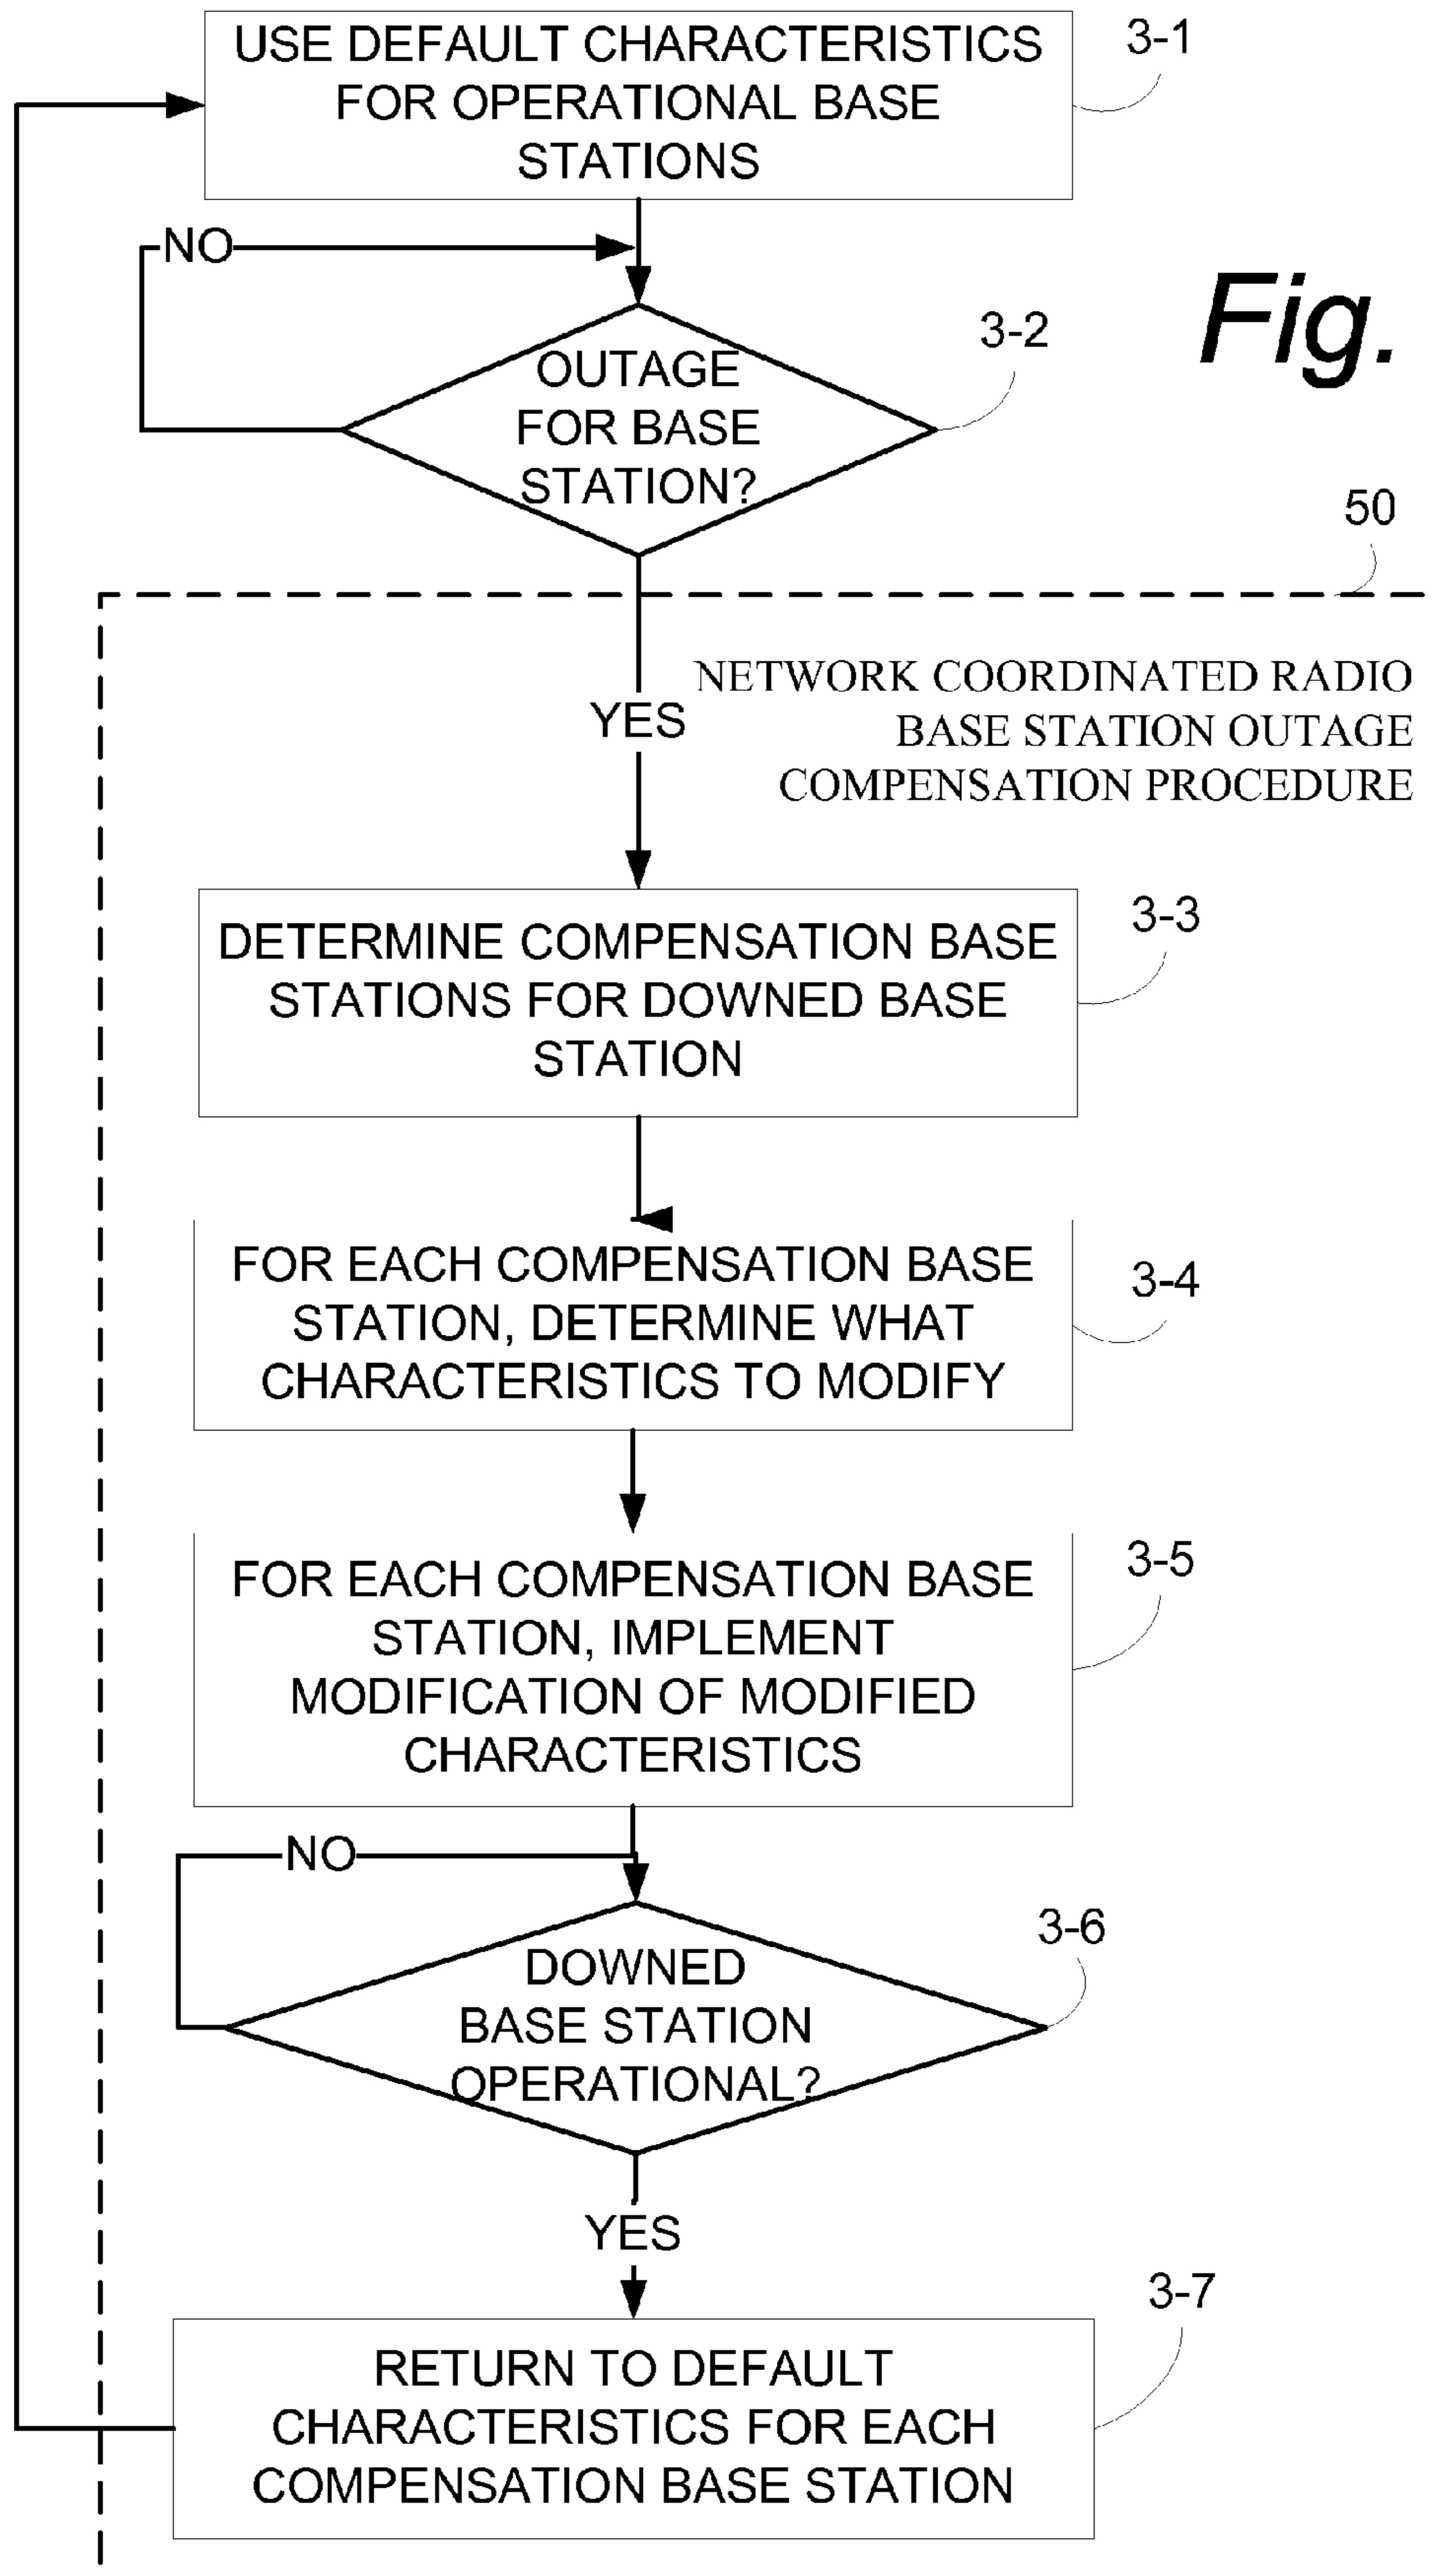 USE DEFAULT CHARACTERISTICS
FOR OPERATIONAL BASE
STATIONS
3-1
NO
Fig.
OUTAGE
FOR BASE
STATION?
3-2
50
YES
NETWORK COORDINATED RADIO
BASE STATION OUTAGE
COMPENSATION PROCEDURE
DETERMINE COMPENSATION BASE
STATIONS FOR DOWNED BASE
STATION
3-3
FOR EACH COMPENSATION BASE
STATION, DETERMINE WHAT
CHARACTERISTICS TO MODIFY
3-4
FOR EACH COMPENSATION BASE
STATION, IMPLEMENT
MODIFICATION OF MODIFIED
CHARACTERISTICS
3-5
NO
DOWNED
BASE STATION
OPERATIONAL?
3-6
YES
RETURN TO DEFAULT
CHARACTERISTICS FOR EACH
COMPENSATION BASE STATION
3-7